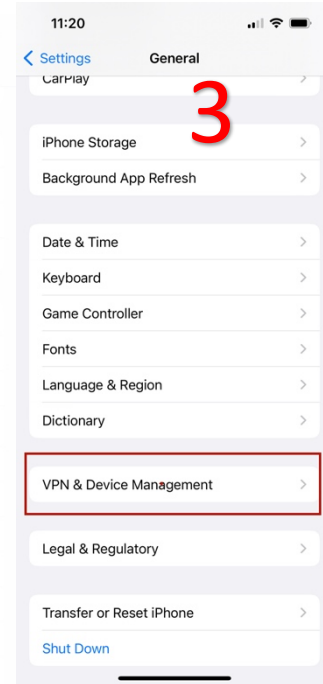 11:20
Settings
General
CarPlay
3
iPhone Storage
Background App Refresh
Date & Time
Keyboard
Game Controller
Fonts
Language & Region
Dictionary
VPN & Device Management
Legal & Regulatory
Transfer or Reset iPhone
Shut Down